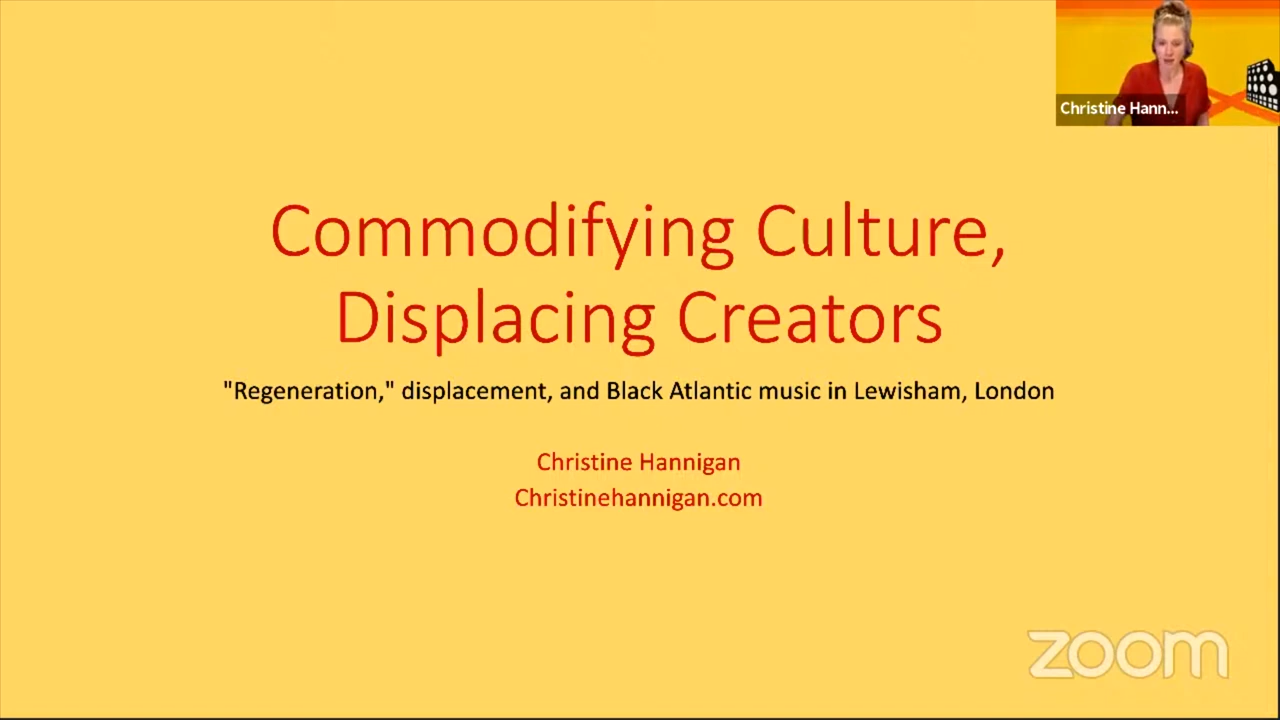 Christine Hann...
Commodifying Culture,
Displacing Creators
"Regeneration," displacement, and Black Atlantic music in Lewisham, London
Christine Hannigan
Christinehannigan.com
zoom